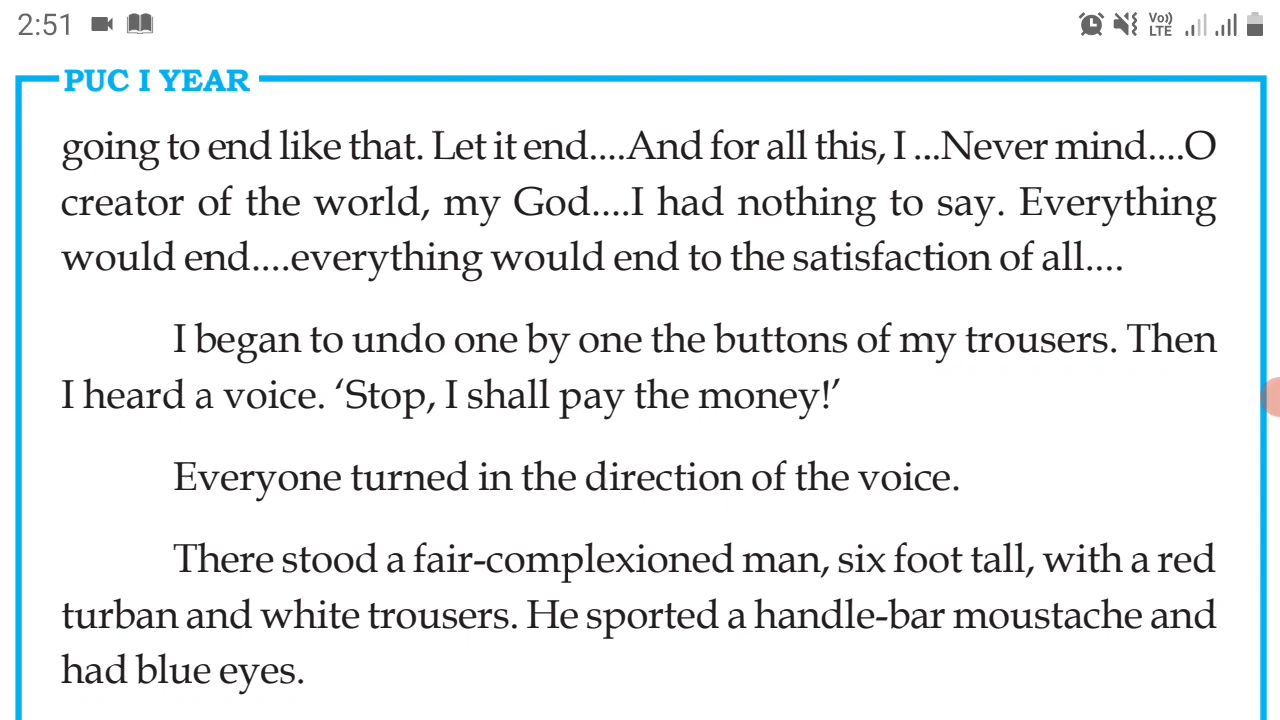 2:51
Vo)) LTE
PUC I YEAR
going to end like that. Let it end....And for all this, I ...Never mind....O
creator of the world, my God....I had nothing to say. Everything
would end....everything would end to the satisfaction of all....
I began to undo one by one the buttons of my trousers. Then
I heard a voice. ‘Stop, I shall pay the money!’
Everyone turned in the direction of the voice.
There stood a fair-complexioned man, six foot tall, with a red
turban and white trousers. He sported a handle-bar moustache and
had blue eyes.